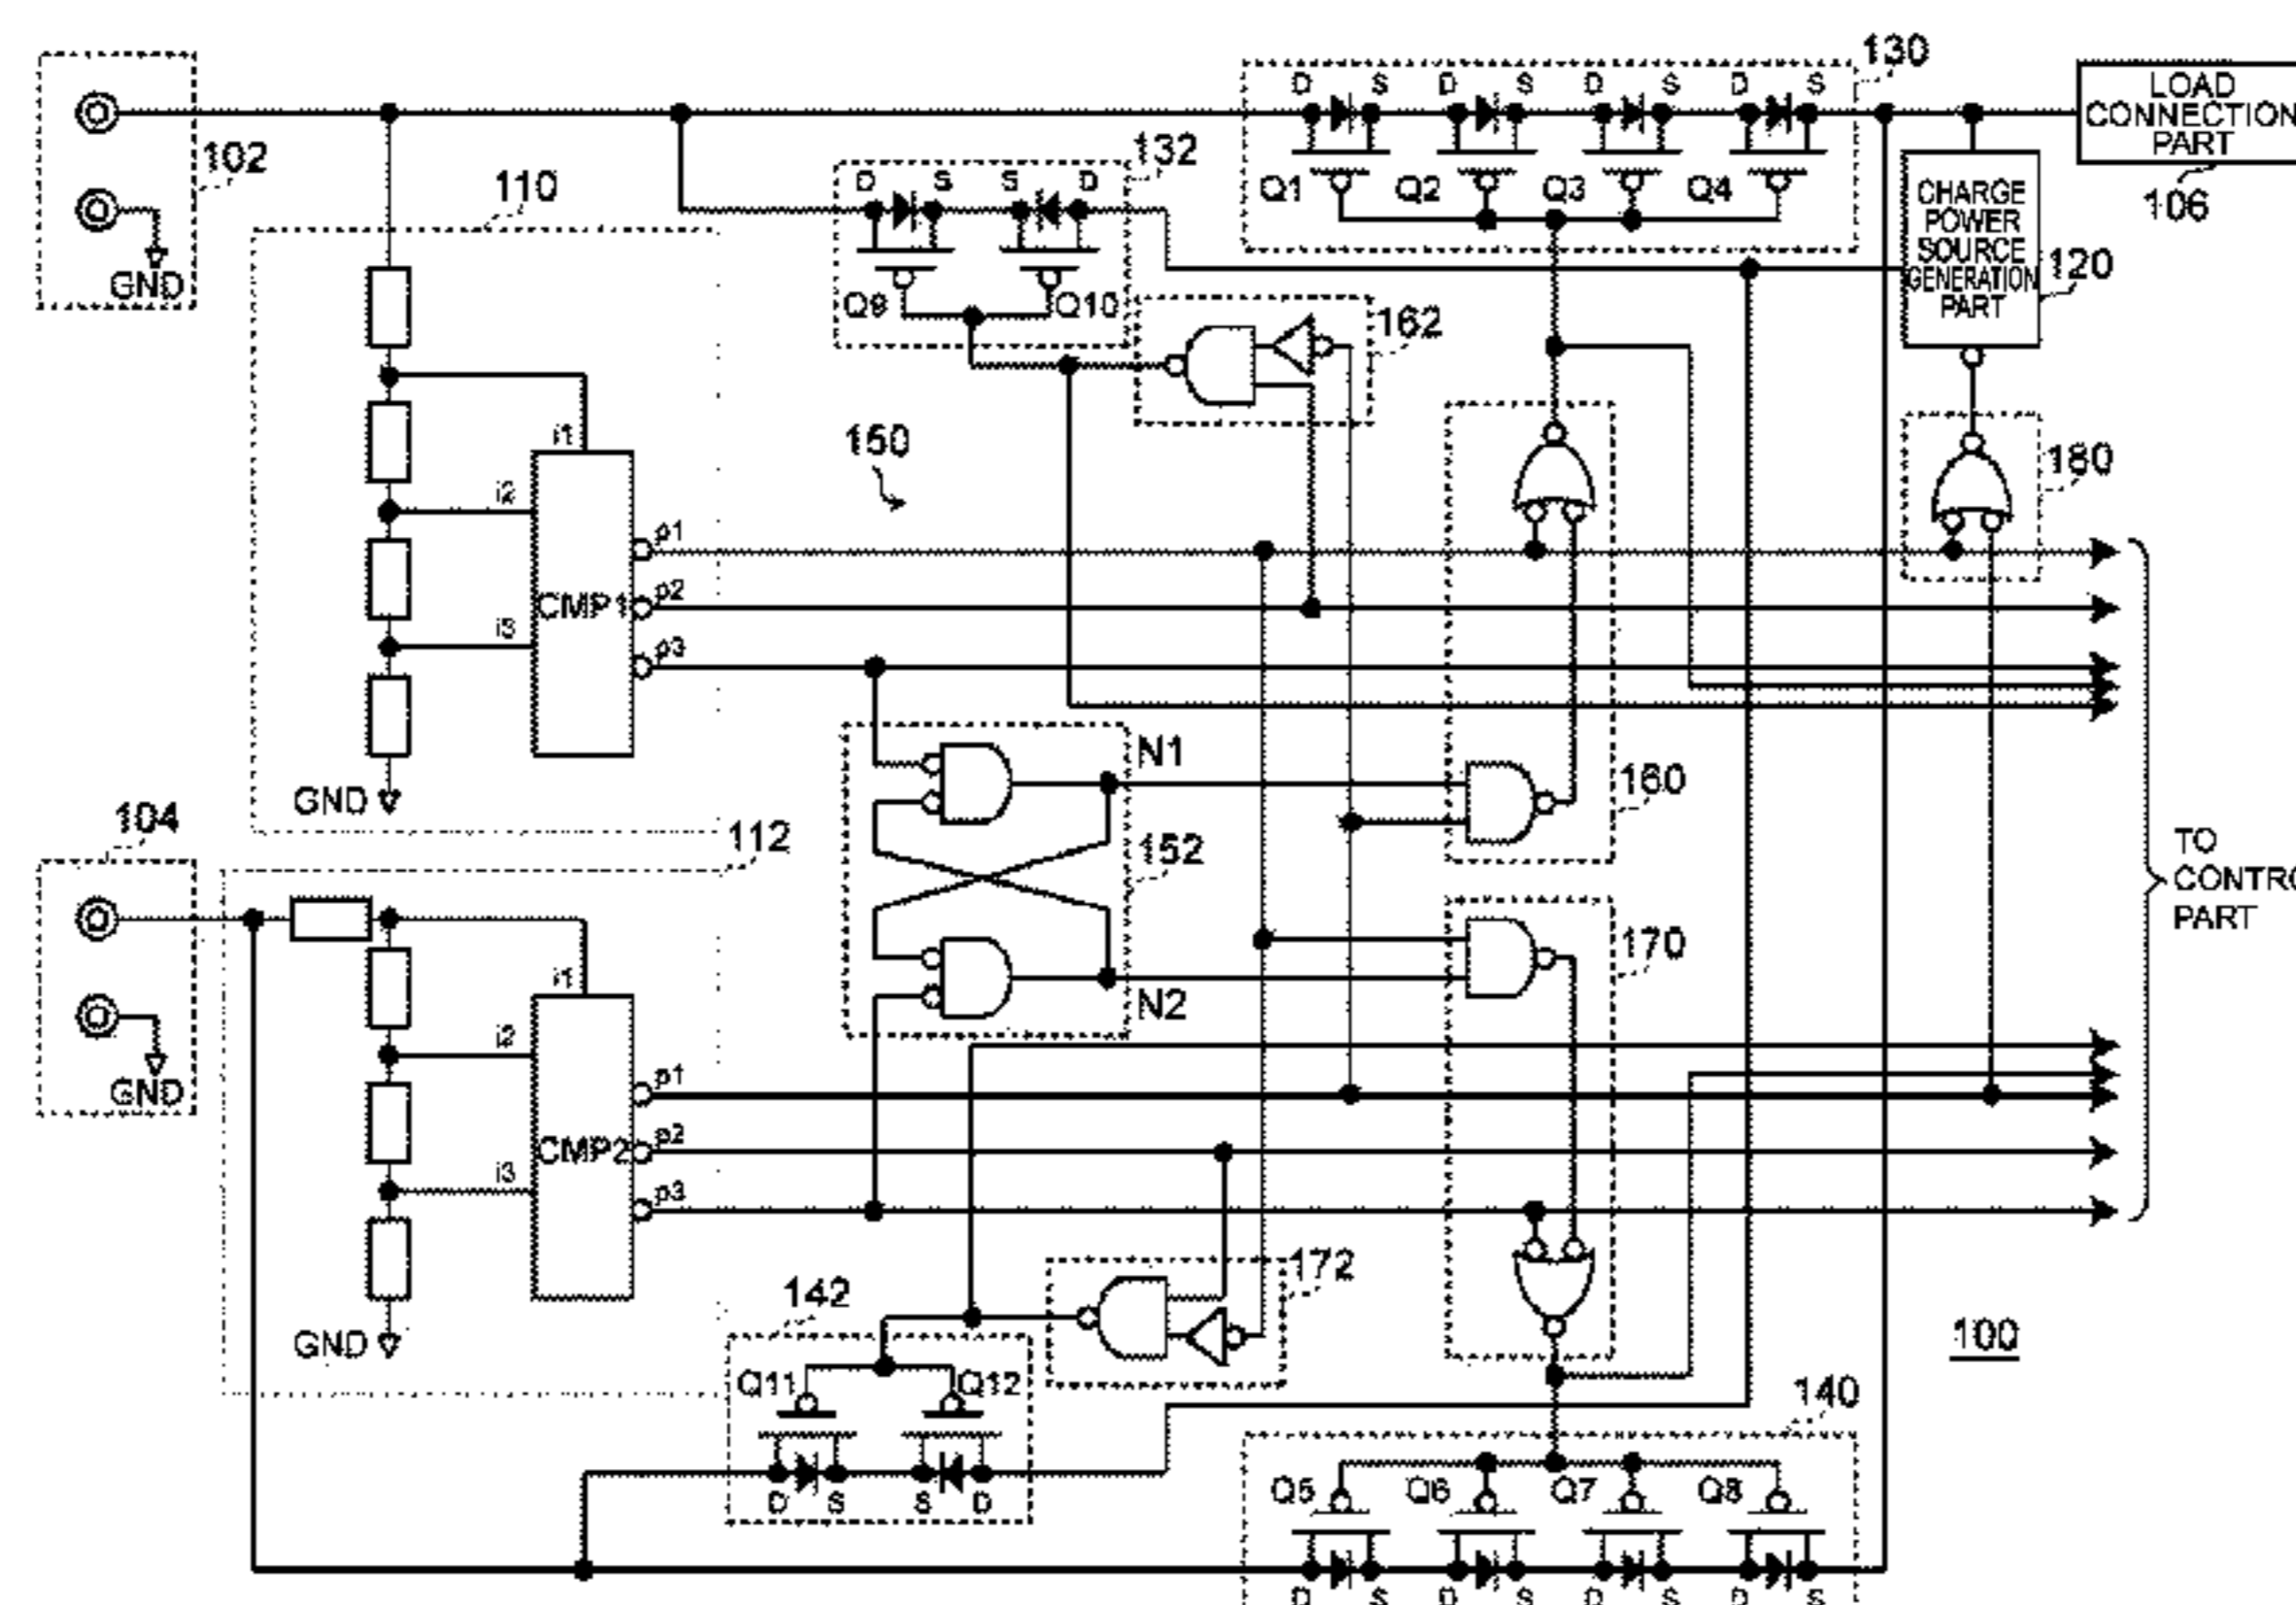 130
LOAD
CONNECTION
PART
106
D S D S D S D S
102
132
D S S D
Q1 Q2 Q3 Q4
110
CHARGE
POWER
SOURCE
GENERATION
PART
120
GND
Q9 Q10
162
i1
150
180
i2
p1
CMP1
p2
i3
p3
N1
160
GND
104
112
152
TO
CONTRO
PART
170
i1
N2
i2
GND
p1
CMP2
p2
i3
p3
172
142
GND
100
Q11 Q12
140
Q5 Q6 Q7 Q8
D S S D
D S D S D S D S